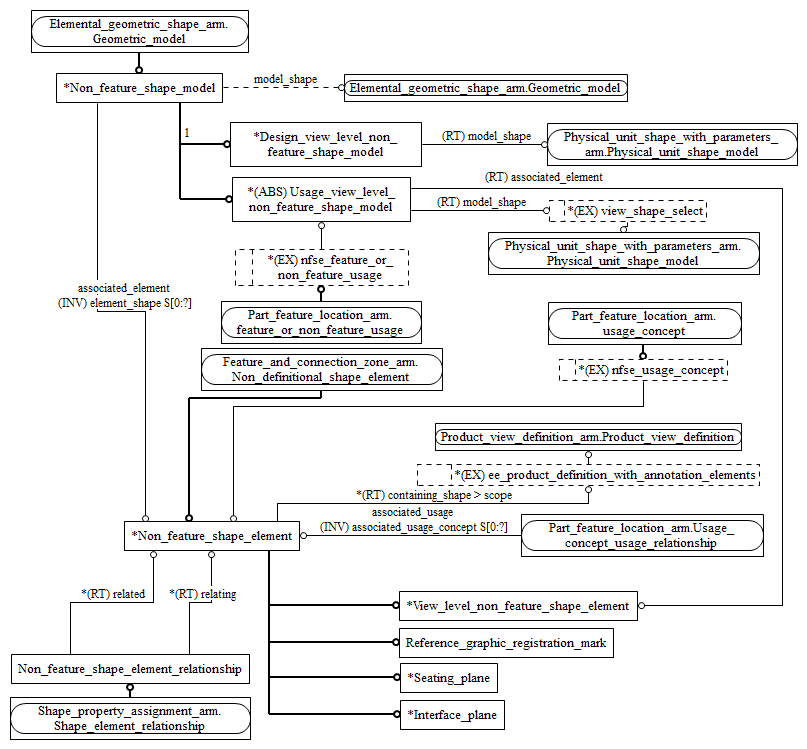 Elemental_geometric_shape_arm.
Geometric_model
*Non_feature_shape_model
model_shape
Elemental_geometric_shape_arm.Geometric_model
1
*Design_view_level_non_
feature_shape_model
(RT) model_shape
Physical_unit_shape_with_parameters_
arm.Physical_unit_shape_model
(RT) associated_element
*(ABS) Usage_view_level_
non_feature_shape_model
(RT) model_shape
*(EX) view_shape_select
Physical_unit_shape_with_parameters_arm.
Physical_unit_shape_model
*(EX) nfse_feature_or_
non_feature_usage
associated_element
(INV) element_shape S[0:?]
Part_feature_location_arm.
feature_or_non_feature_usage
Part_feature_location_arm.
usage_concept
Feature_and_connection_zone_arm.
Non_definitional_shape_element
*(EX) nfse_usage_concept
Product_view_definition_arm.Product_view_definition
*(EX) ee_product_definition_with_annotation_elements
*(RT) containing_shape > scope
associated_usage
(INV) associated_usage_concept S[0:?]
*Non_feature_shape_element
Part_feature_location_arm.Usage_
concept_usage_relationship
*(RT) related
*(RT) relating
*View_level_non_feature_shape_element
Reference_graphic_registration_mark
Non_feature_shape_element_relationship
*Seating_plane
Shape_property_assignment_arm.
Shape_element_relationship
*Interface_plane